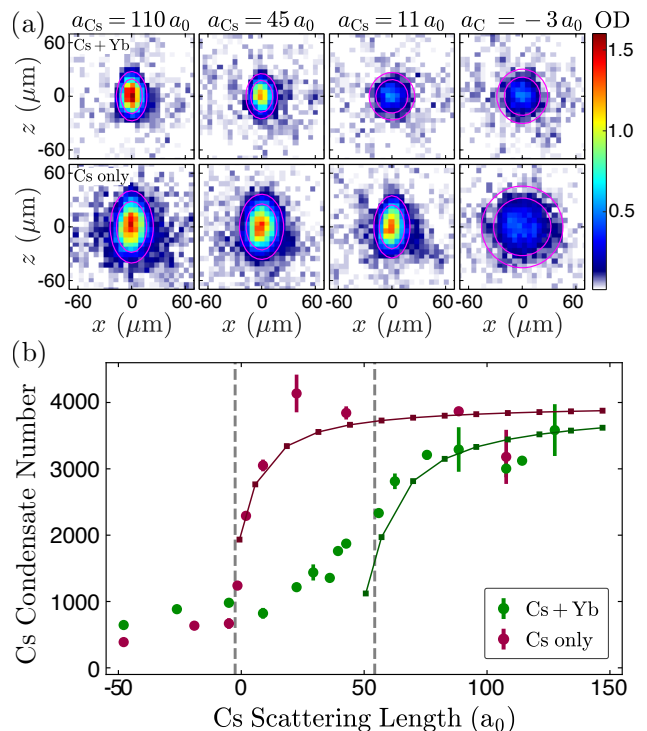 (a)
a_Cs = 110 a_0 a_Cs = 45 a_0 a_Cs = 11 a_0 a_C = −3 a_0 OD
Cs + Yb
z (μm)
60
0
-60
1.5
1.0
0.5
Cs only
z (μm)
60
0
-60
-60 0 60 -60 0 60 -60 0 60 -60 0 60
x (μm) x (μm) x (μm) x (μm)
(b)
Cs Condensate Number
4000
3000
2000
1000
0
Cs + Yb
Cs only
-50 0 50 100 150
Cs Scattering Length (a_0)